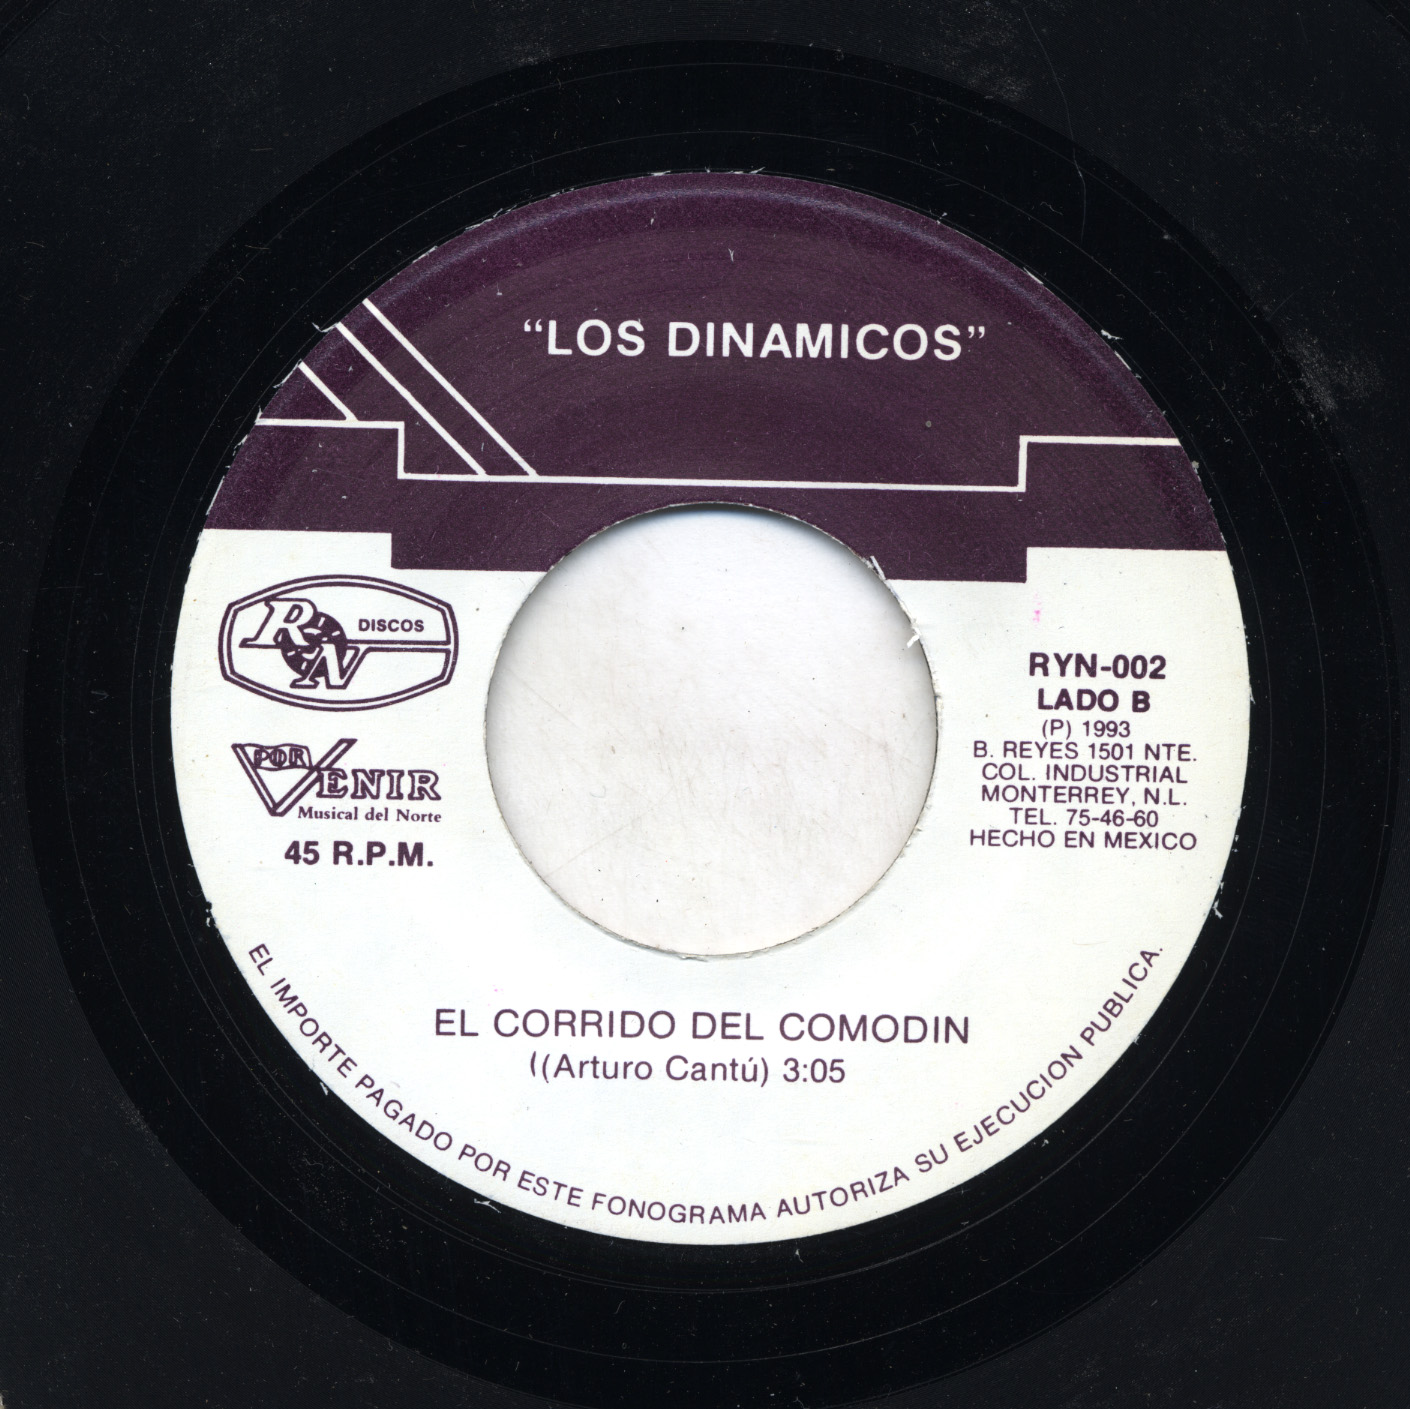 “LOS DINAMICOS”
RyN DISCOS
PORVENIR
Musical del Norte
45 R.P.M.
RYN-002
LADO B
(P) 1993
B. REYES 1501 NTE.
COL. INDUSTRIAL
MONTERREY, N.L.
TEL. 75-46-60
HECHO EN MEXICO
EL CORRIDO DEL COMODIN
((Arturo Cantú) 3:05
EL IMPORTE PAGADO POR ESTE FONOGRAMA AUTORIZA SU EJECUCION PUBLICA.